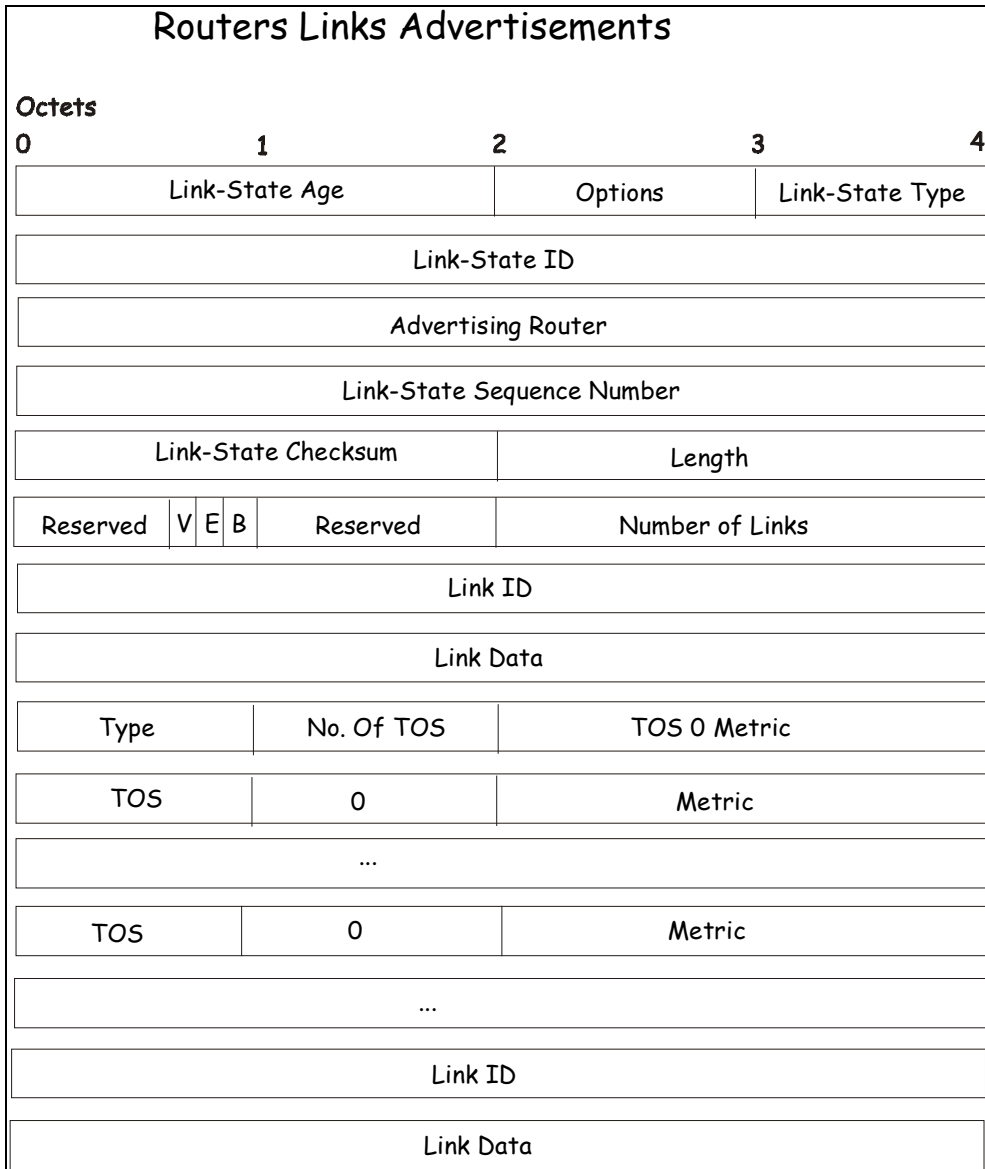 Routers Links Advertisements
Octets
0 1 2 3 4
Link-State Age Options Link-State Type
Link-State ID
Advertising Router
Link-State Sequence Number
Link-State Checksum Length
Reserved V E B Reserved Number of Links
Link ID
Link Data
Type No. Of TOS TOS 0 Metric
TOS 0 Metric
...
TOS 0 Metric
...
Link ID
Link Data